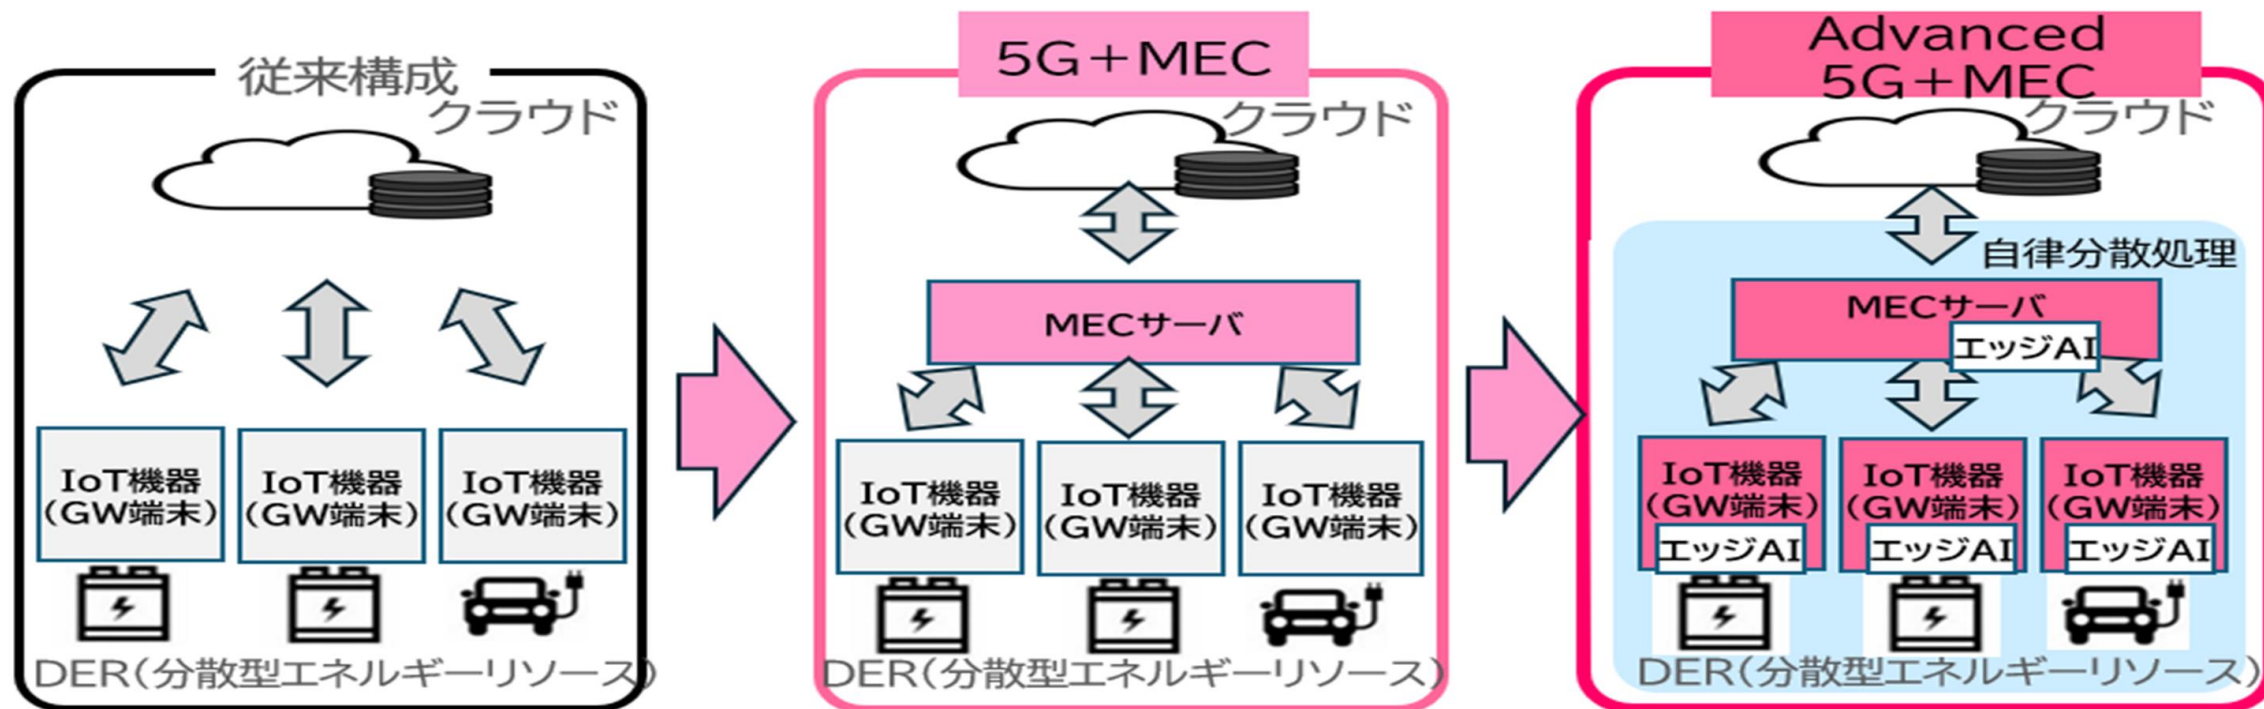 従来構成
クラウド
IoT機器
(GW端末)
IoT機器
(GW端末)
IoT機器
(GW端末)
DER(分散型エネルギーリソース)
5G+MEC
クラウド
MECサーバ
IoT機器
(GW端末)
IoT機器
(GW端末)
IoT機器
(GW端末)
DER(分散型エネルギーリソース)
Advanced
5G+MEC
クラウド
自律分散処理
MECサーバ
エッジAI
IoT機器
(GW端末)
エッジAI
IoT機器
(GW端末)
エッジAI
IoT機器
(GW端末)
エッジAI
DER(分散型エネルギーリソース)